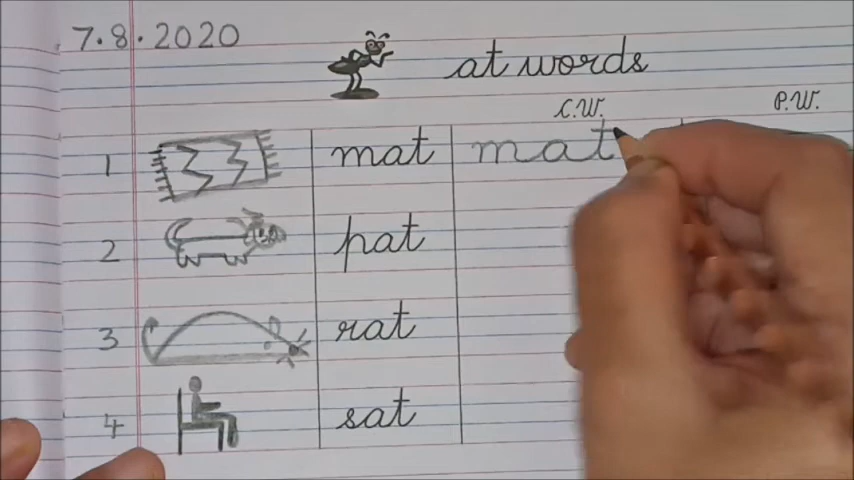 7.8.2020
at words
C.W. P.W.
1 mat mat
2 pat
3 rat
4 sat